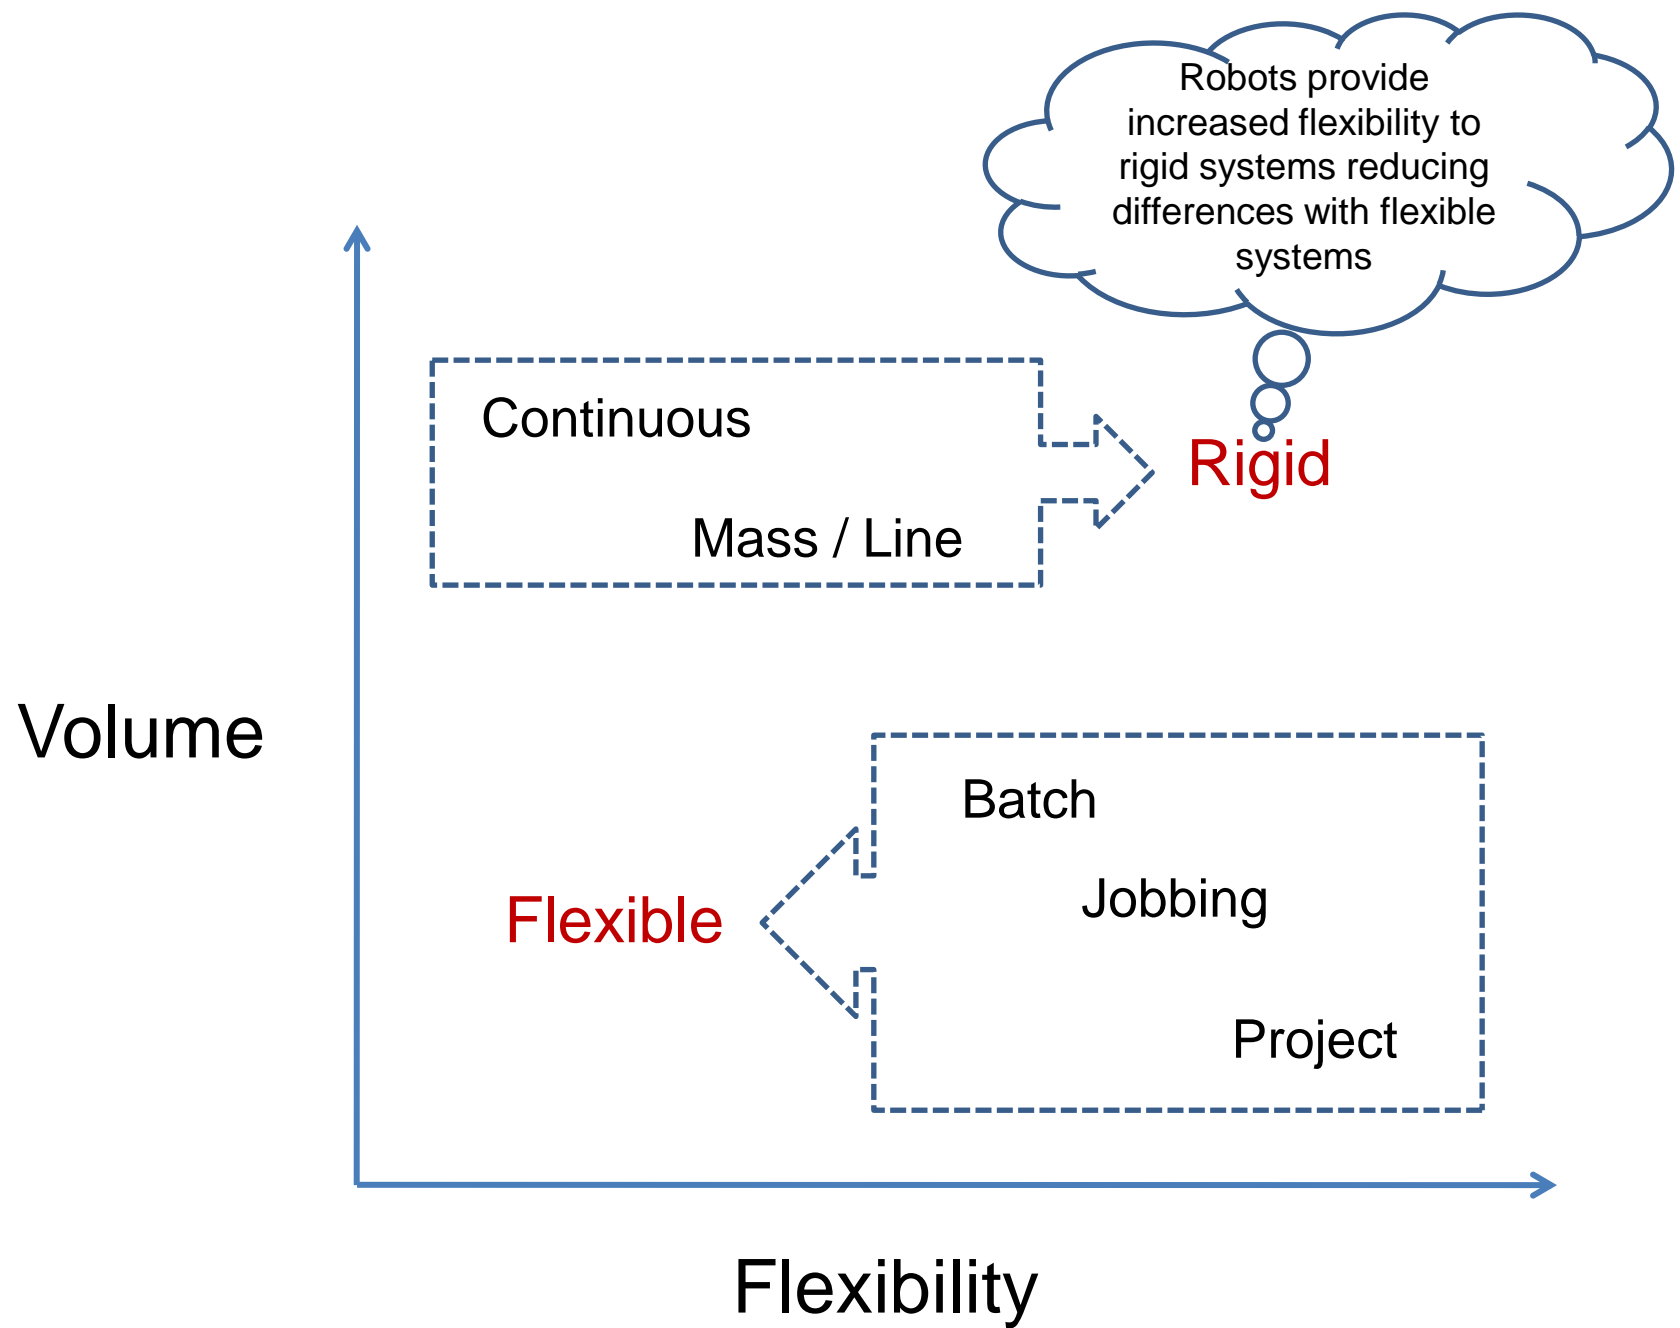 Robots provide
increased flexibility to
rigid systems reducing
differences with flexible
systems
Continuous
Rigid
Mass / Line
Volume
Batch
Jobbing
Flexible
Project
Flexibility